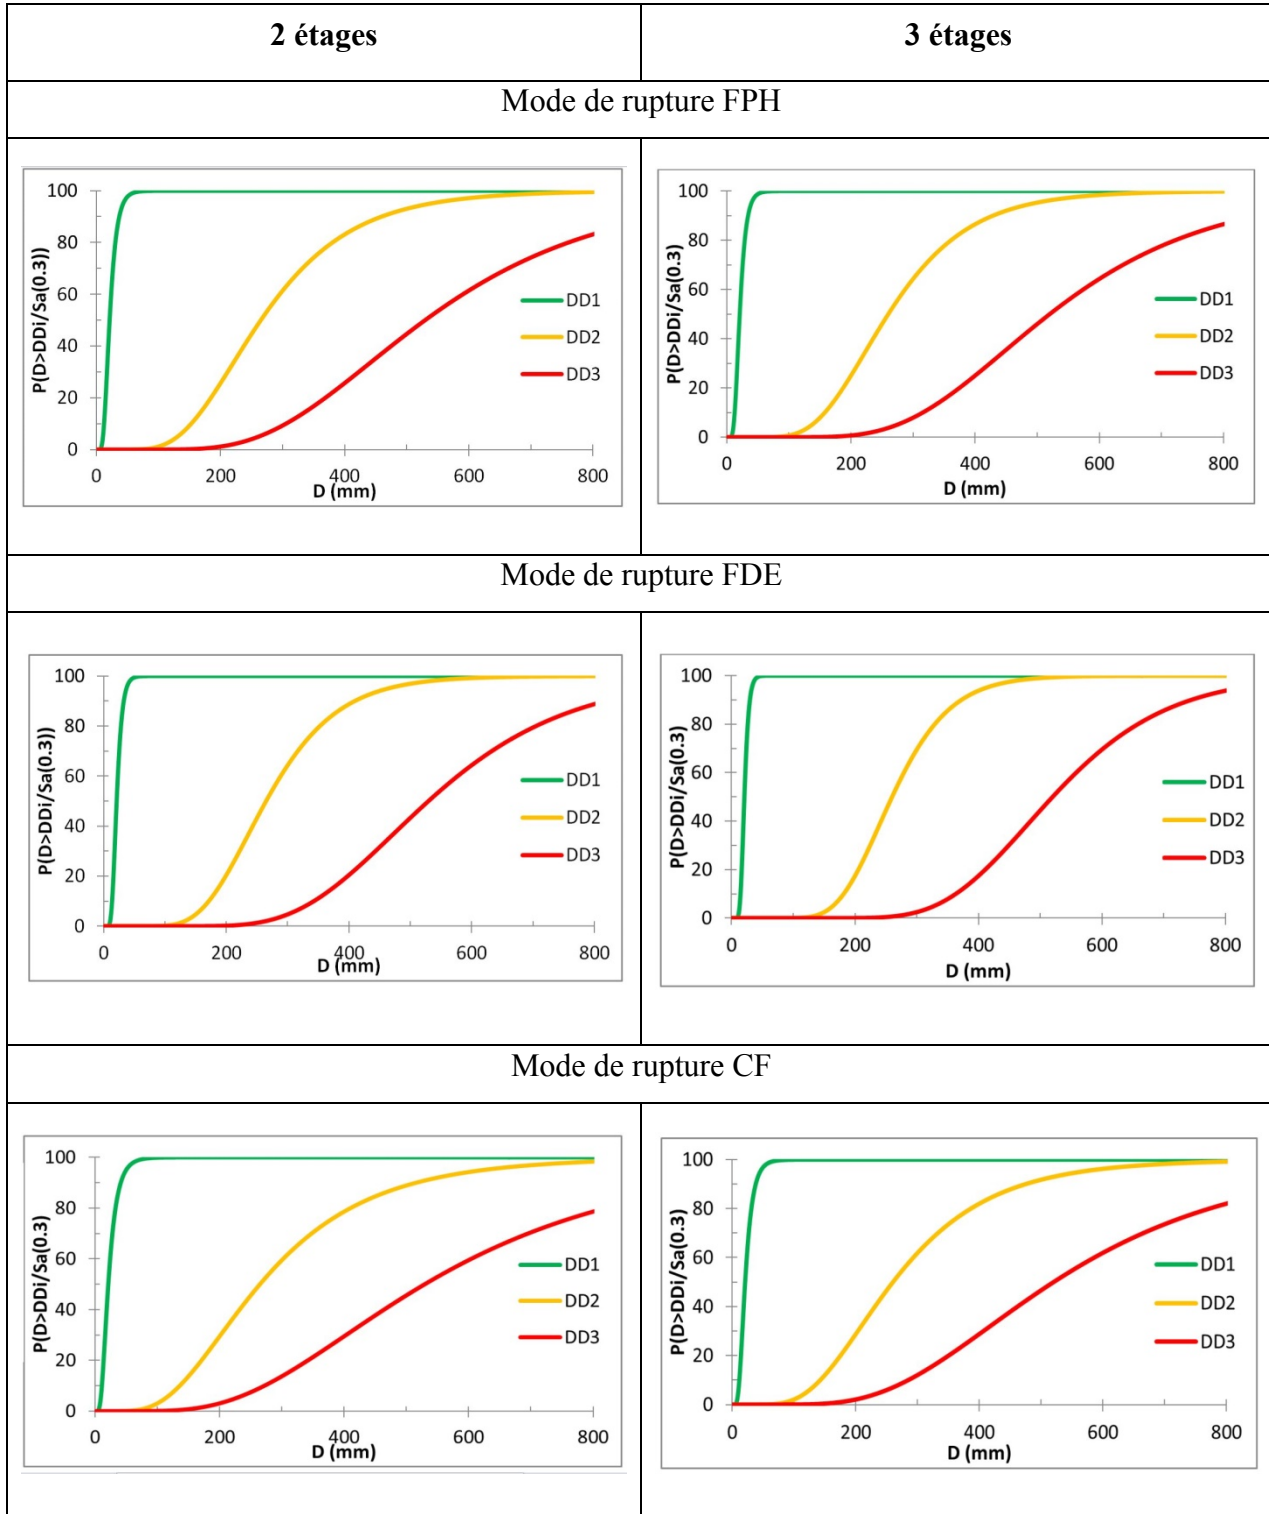 2 étages
3 étages
Mode de rupture FPH
P(D>DDi/Sa(0.3))
100
80
60
40
20
0
0 200 400 600 800
D (mm)
DD1
DD2
DD3
P(D>DDi/Sa(0.3)
100
80
60
40
20
0
0 200 400 600 800
D (mm)
DD1
DD2
DD3
Mode de rupture FDE
P(D>DDi/Sa(0.3))
100
80
60
40
20
0
0 200 400 600 800
D (mm)
DD1
DD2
DD3
P(D>DDi/Sa(0.3)
100
80
60
40
20
0
0 200 400 600 800
D (mm)
DD1
DD2
DD3
Mode de rupture CF
P(D>DDi/Sa(0.3)
100
80
60
40
20
0
0 200 400 600 800
D (mm)
DD1
DD2
DD3
P(D>DDi/Sa(0.3)
100
80
60
40
20
0
0 200 400 600 800
D (mm)
DD1
DD2
DD3